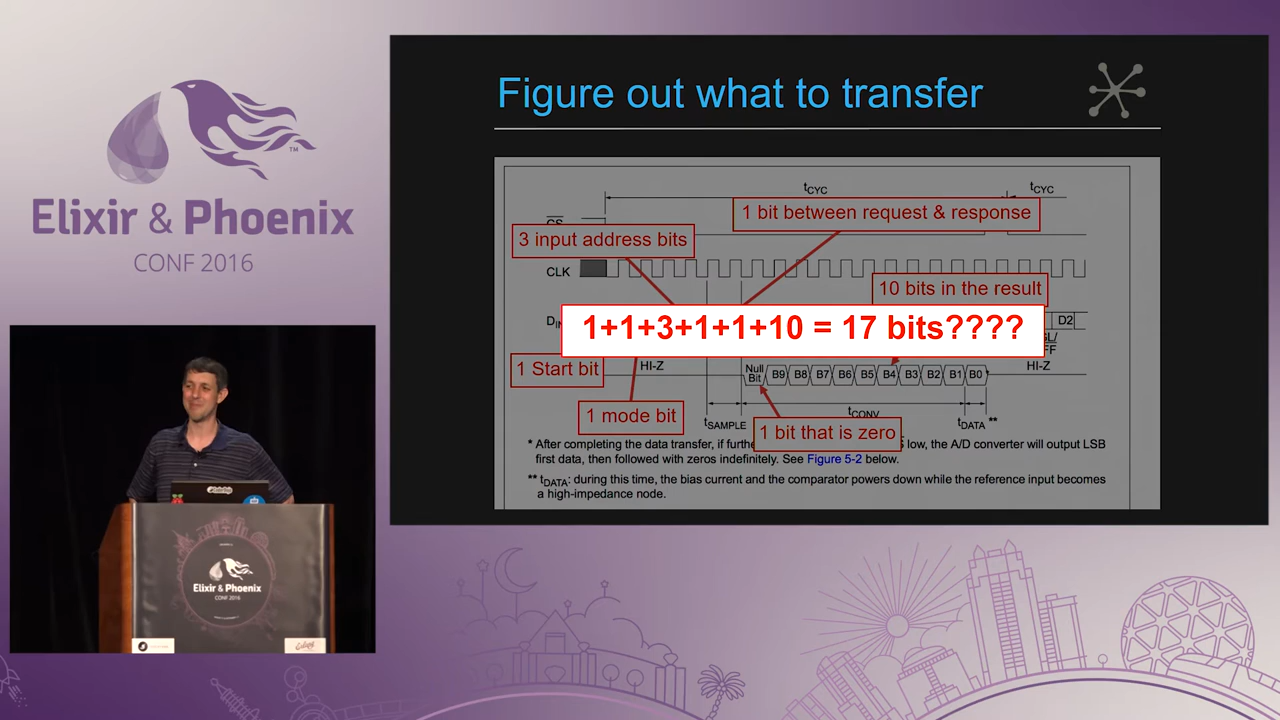 Elixir & Phoenix
CONF 2016
TM
Figure out what to transfer
tCYC
tCYC
1 bit between request & response
CS
3 input address bits
CLK
10 bits in the result
1+1+3+1+1+10 = 17 bits????
D2
HI-Z
Null Bit
B9 B8 B7 B6 B5 B4 B3 B2 B1 B0
HI-Z
1 Start bit
1 mode bit
tSAMPLE
tCONV
tDATA **
1 bit that is zero
* After completing the data transfer, if low, the A/D converter will output LSB
first data, then followed with zeros indefinitely. See Figure 5-2 below.
** tDATA: during this time, the bias current and the comparator powers down while the reference input becomes
a high-impedance node.
Elixir & Phoenix
CONF 2016